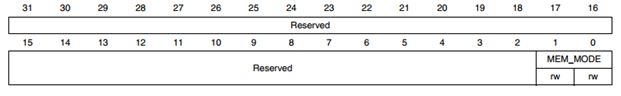 31 30 29 28 27 26 25 24 23 22 21 20 19 18 17 16
Reserved
15 14 13 12 11 10 9 8 7 6 5 4 3 2 1 0
Reserved MEM_MODE
rw rw